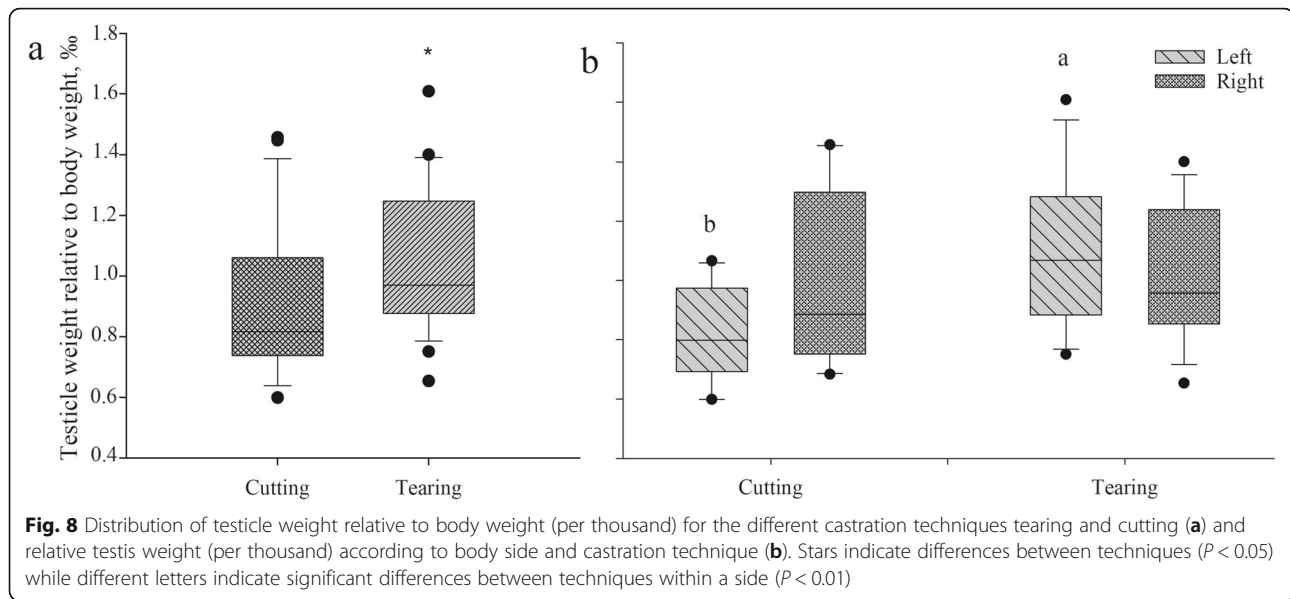 a
Testicle weight relative to body weight, ‰
1.8
1.6
1.4
1.2
1.0
0.8
0.6
0.4
*
Cutting Tearing
b
b
a
Left
Right
Cutting Tearing
Fig. 8 Distribution of testicle weight relative to body weight (per thousand) for the different castration techniques tearing and cutting (a) and
relative testis weight (per thousand) according to body side and castration technique (b). Stars indicate differences between techniques (P < 0.05)
while different letters indicate significant differences between techniques within a side (P < 0.01)